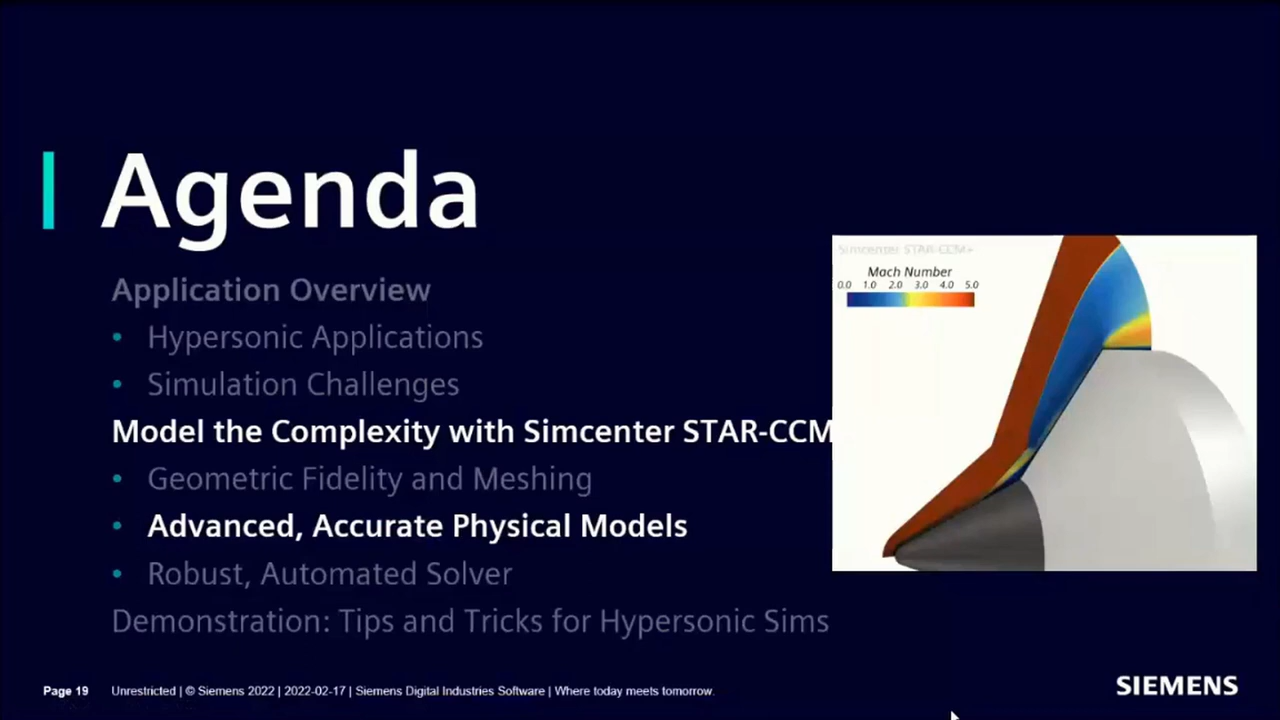 Agenda
Application Overview
• Hypersonic Applications
• Simulation Challenges
Model the Complexity with Simcenter STAR-CCM
• Geometric Fidelity and Meshing
• Advanced, Accurate Physical Models
• Robust, Automated Solver
Demonstration: Tips and Tricks for Hypersonic Sims
Simcenter STAR-CCM+
Mach Number
0.0 1.0 2.0 3.0 4.0 5.0
Page 19 Unrestricted | © Siemens 2022 | 2022-02-17 | Siemens Digital Industries Software | Where today meets tomorrow.
SIEMENS